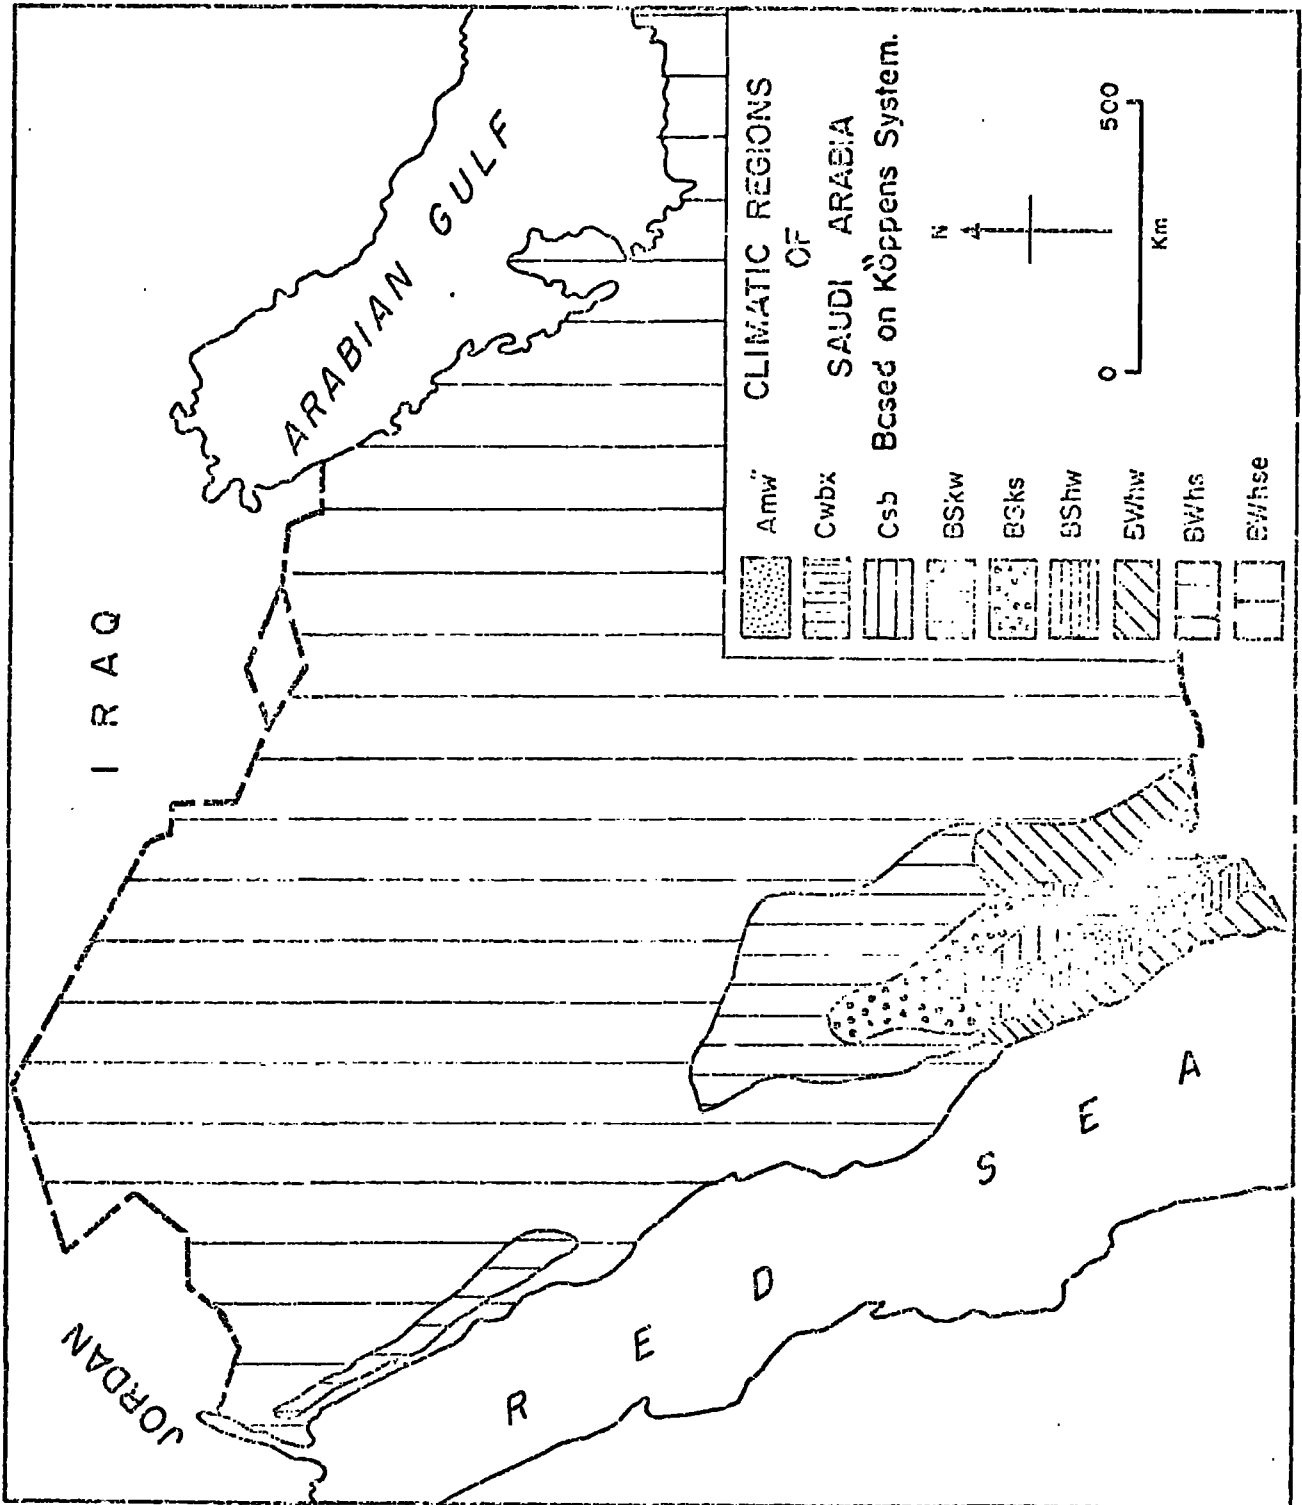 CLIMATIC REGIONS
OF
SAUDI ARABIA
Based on Köppens System.
N
0 500
Km
Amw"
Cwbx
Csb
BSkw
BSks
BShw
BWhw
BWhs
BWhse
IRAQ
JORDAN
ARABIAN GULF
RED SEA